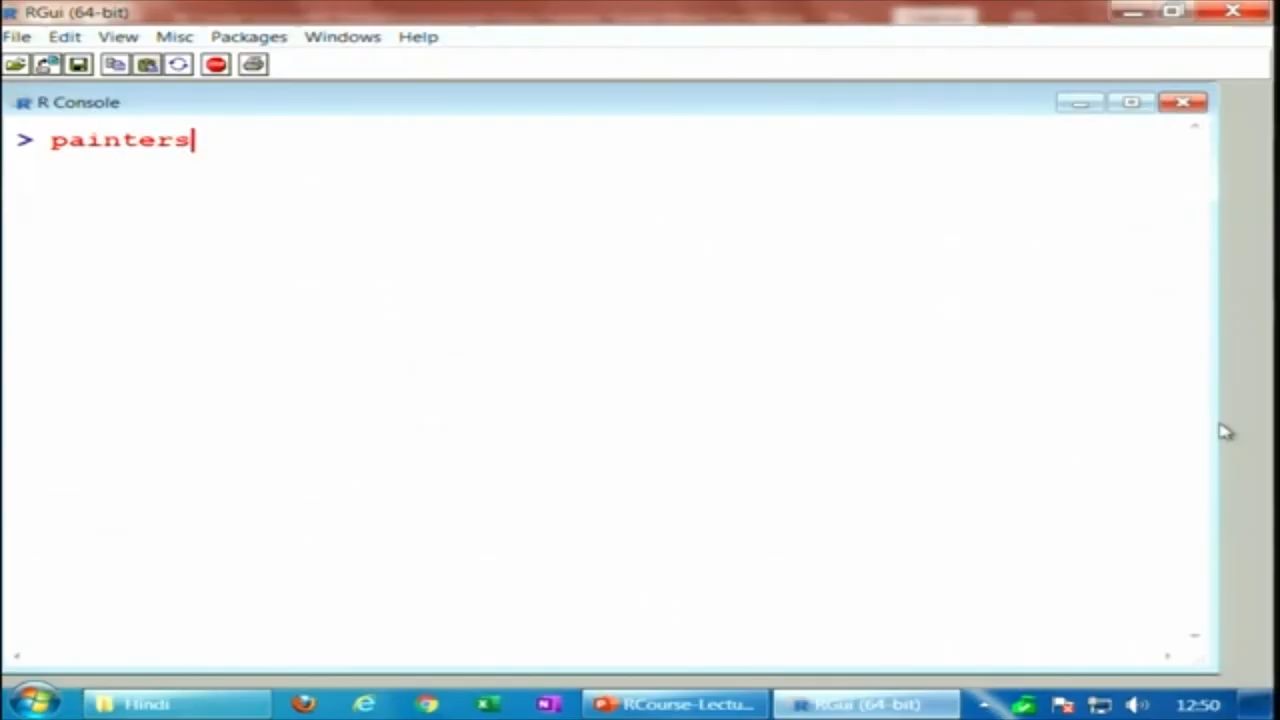 RGui (64-bit)
File Edit View Misc Packages Windows Help
R Console
> painters
Hindi
RCourse-Lectu...
RGui (64-bit)
12:50